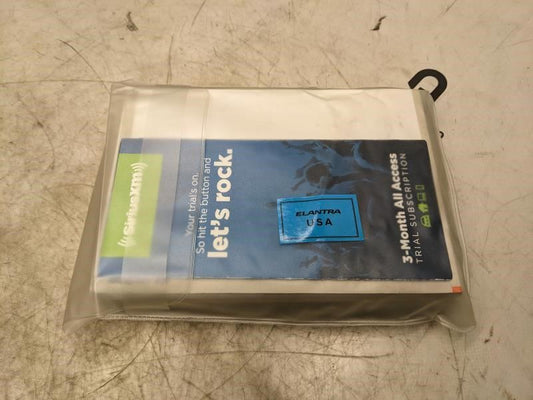 ((SiriusXM))
Your trial's on.
So hit the button and
let's rock.
ELANTRA
USA
3-Month All Access
TRIAL SUBSCRIPTION